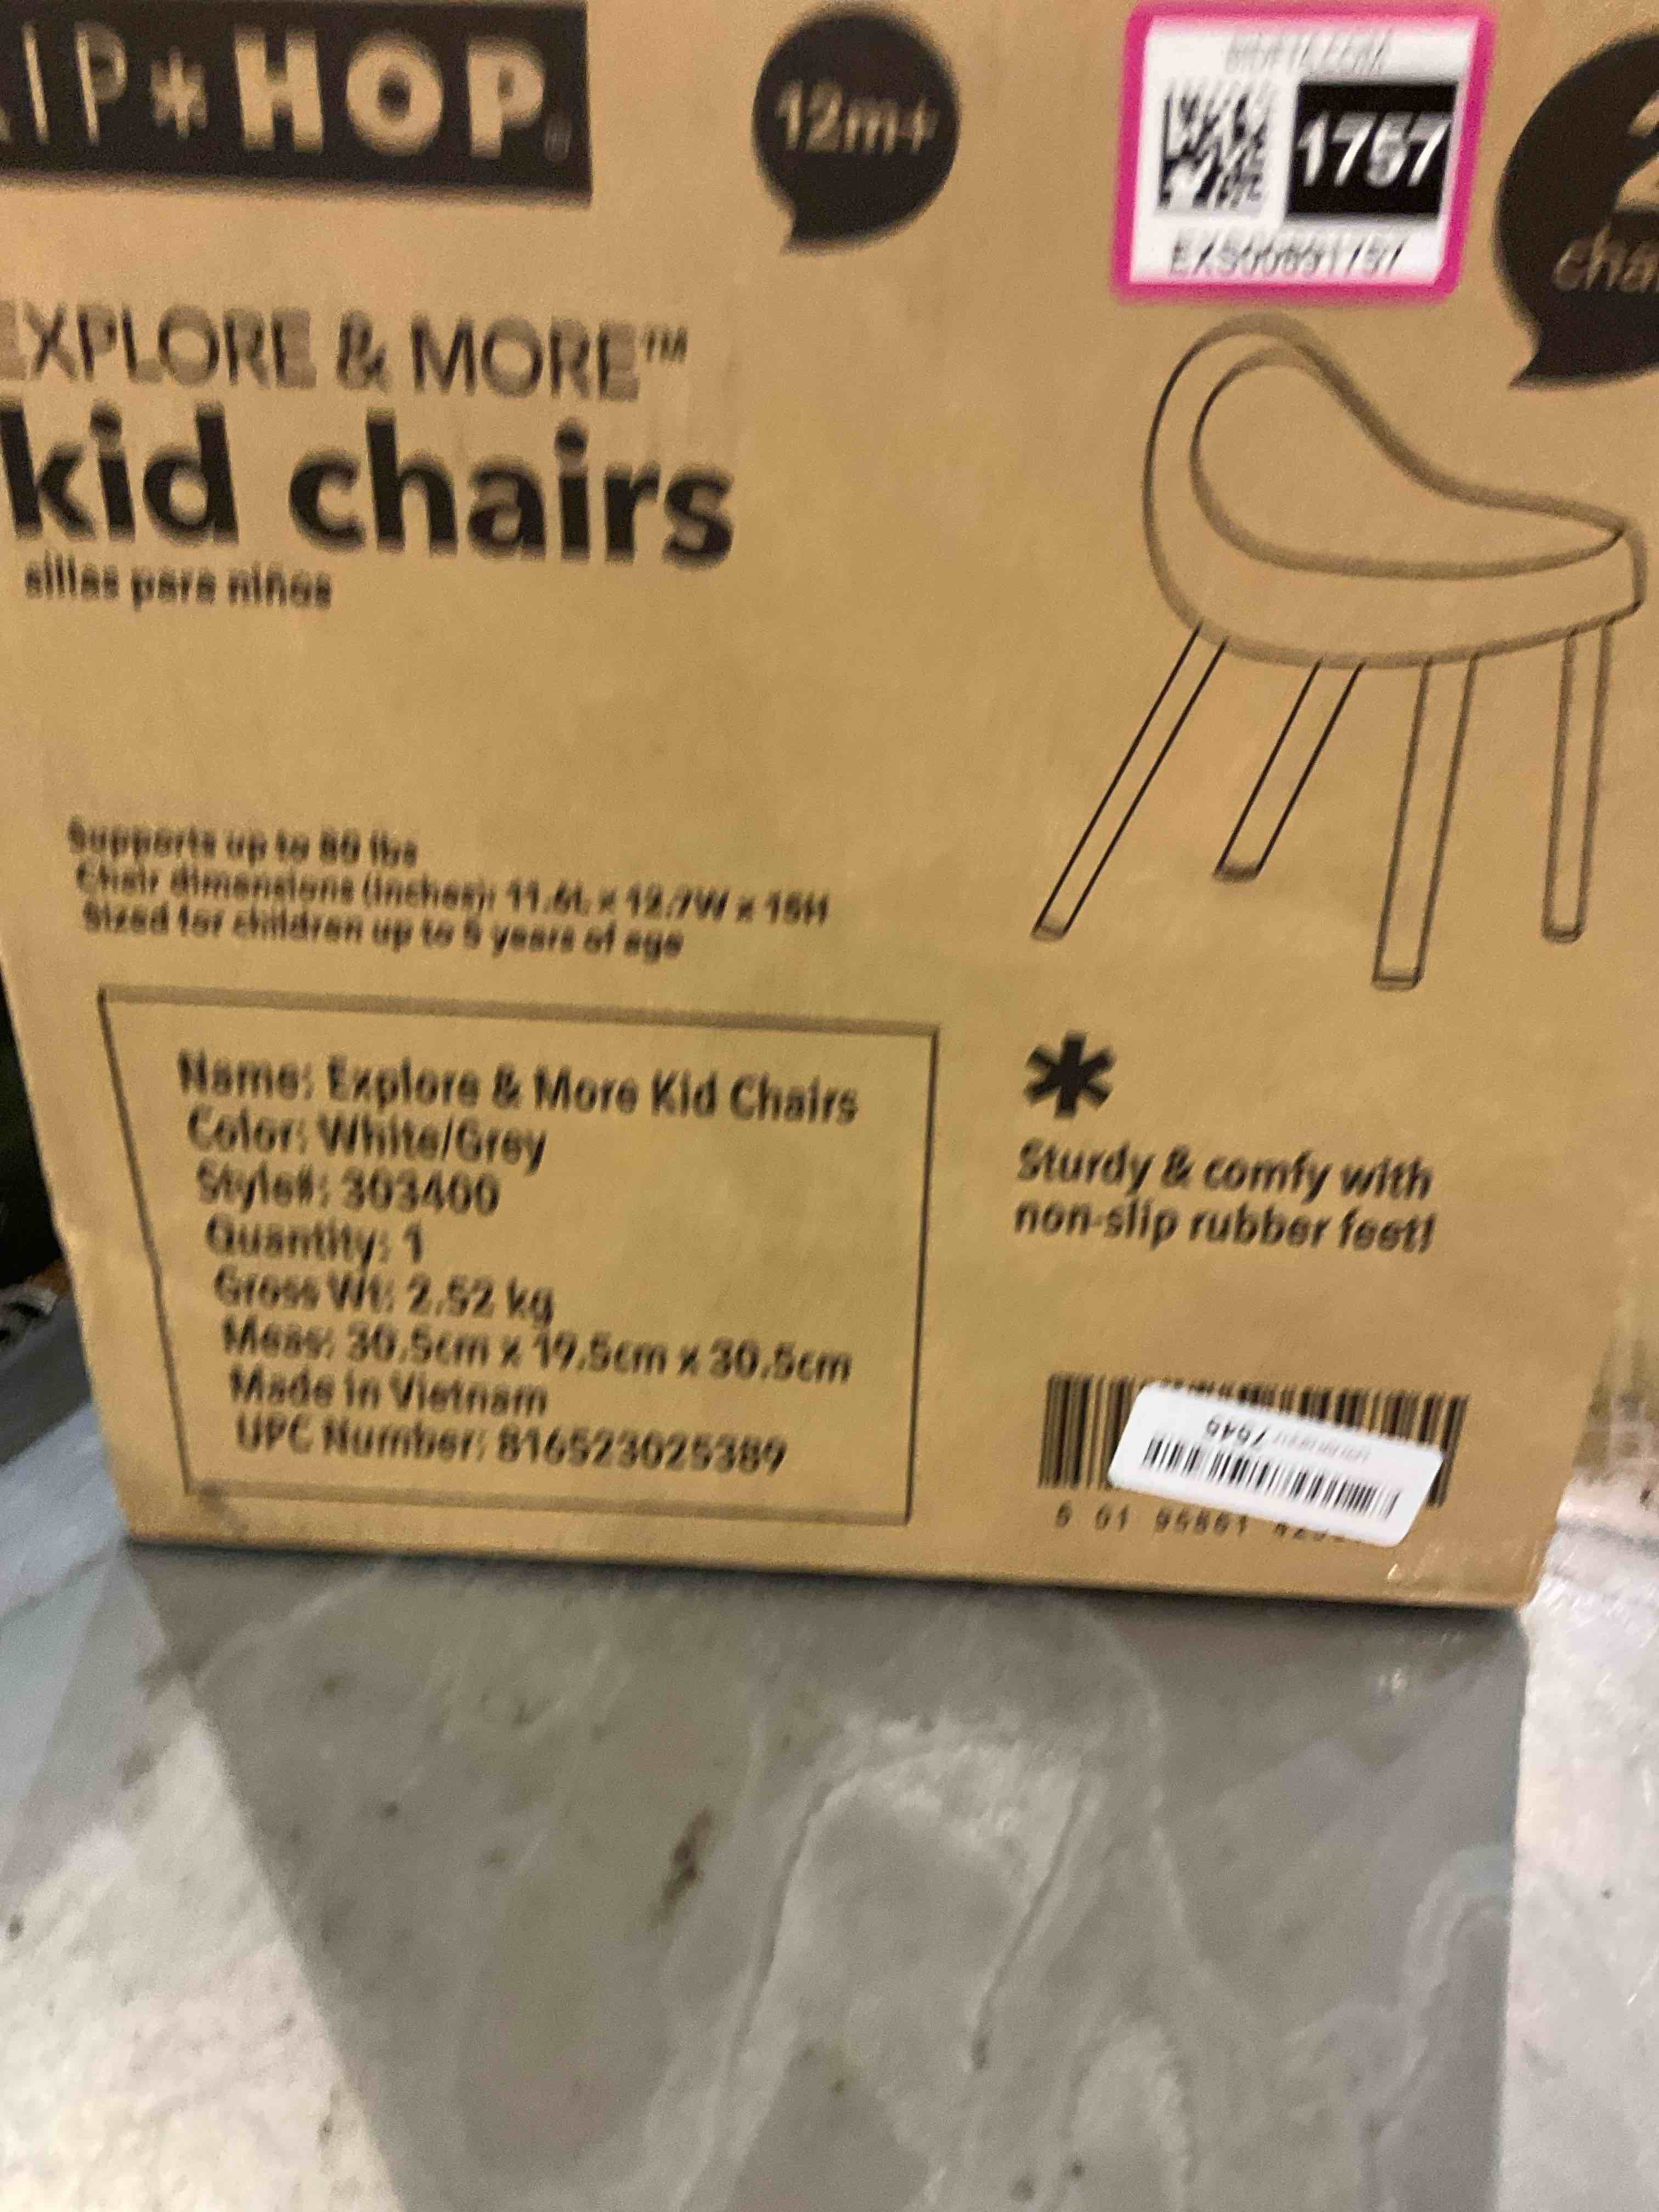 IP*HOP
12m+
1757
EXS00891757
EXPLORE & MORE™
kid chairs
sillas para niños
Supports up to 80 lbs
Chair dimensions (inches): 11.6L x 12.7W x 15H
Sized for children up to 5 years of age
Name: Explore & More Kid Chairs
Color: White/Grey
Style#: 303400
Quantity: 1
Gross Wt: 2.52 kg
Meas: 30.5cm x 19.5cm x 30.5cm
Made in Vietnam
UPC Number: 816523025389
Sturdy & comfy with
non-slip rubber feet!